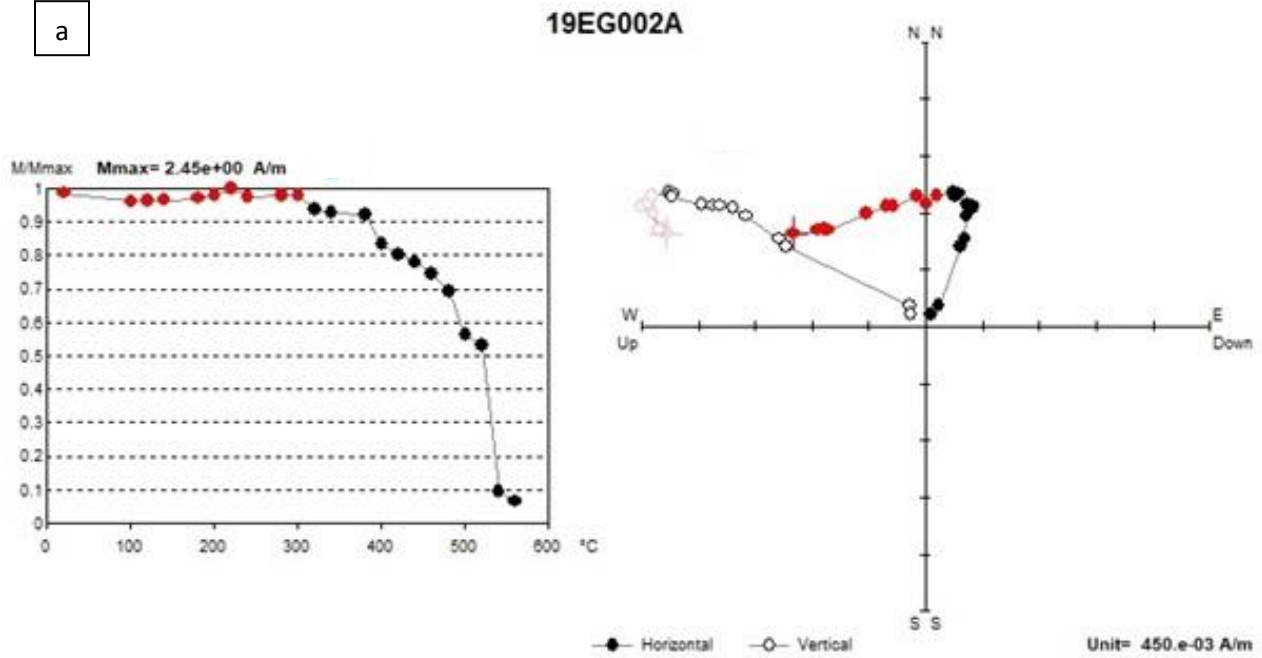 a
19EG002A
M/Mmax Mmax= 2.45e+00 A/m
1
0.9
0.8
0.7
0.6
0.5
0.4
0.3
0.2
0.1
0
0 100 200 300 400 500 600 °C
N N
W E
Up Down
S S
Horizontal Vertical Unit= 450.e-03 A/m